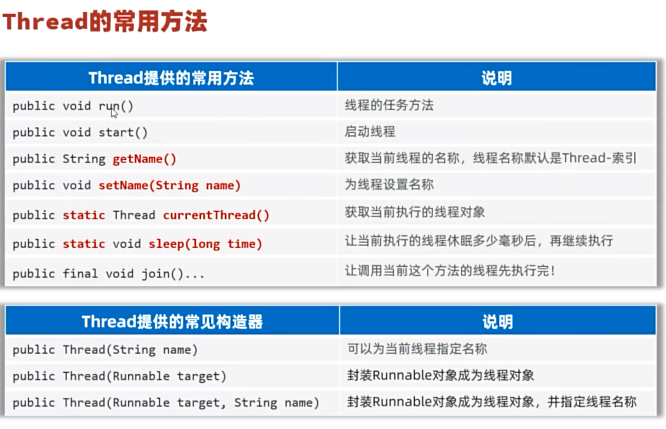 Thread的常用方法
Thread提供的常用方法 说明
public void run() 线程的任务方法
public void start() 启动线程
public String getName() 获取当前线程的名称，线程名称默认是Thread-索引
public void setName(String name) 为线程设置名称
public static Thread currentThread() 获取当前执行的线程对象
public static void sleep(long time) 让当前执行的线程休眠多少毫秒后，再继续执行
public final void join()... 让调用当前这个方法的线程先执行完！
Thread提供的常见构造器 说明
public Thread(String name) 可以为当前线程指定名称
public Thread(Runnable target) 封装Runnable对象成为线程对象
public Thread(Runnable target, String name) 封装Runnable对象成为线程对象，并指定线程名称